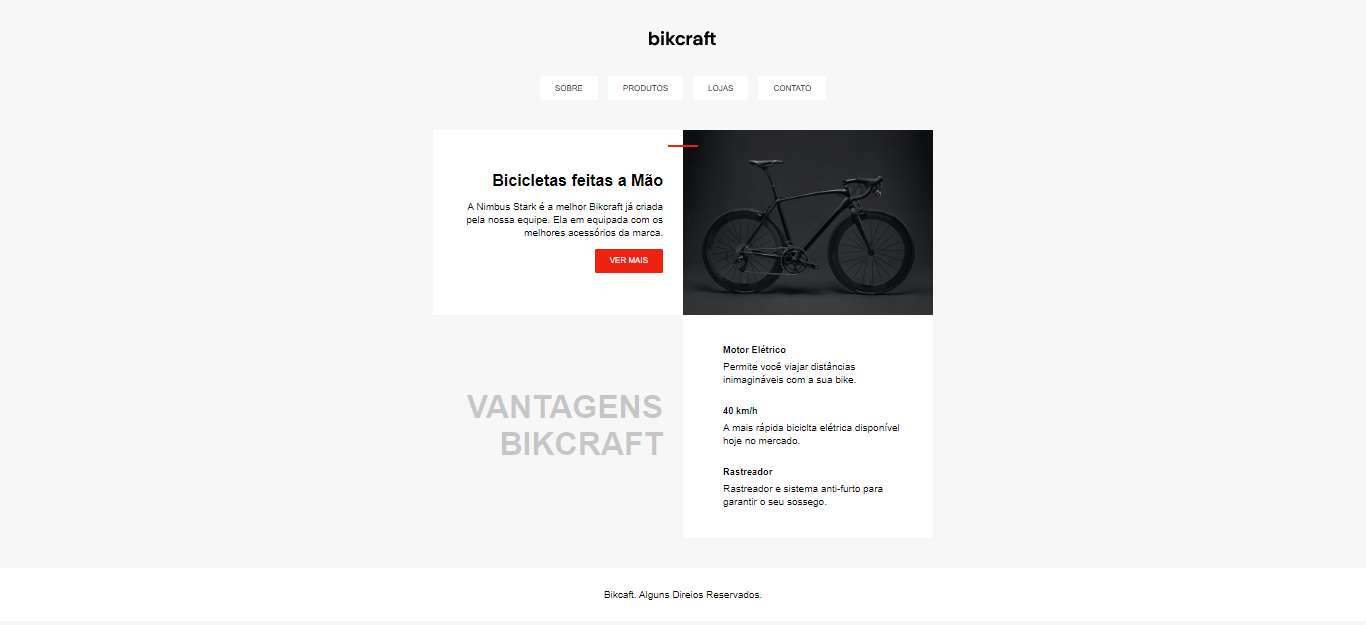 bikcraft
SOBRE
PRODUTOS
LOJAS
CONTATO
Bicicletas feitas a Mão
A Nimbus Stark é a melhor Bikcraft já criada
pela nossa equipe. Ela em equipada com os
melhores acessórios da marca.
VER MAIS
VANTAGENS
BIKCRAFT
Motor Elétrico
Permite você viajar distâncias
inimagináveis com a sua bike.
40 km/h
A mais rápida biciclta elétrica disponível
hoje no mercado.
Rastreador
Rastreador e sistema anti-furto para
garantir o seu sossego.
Bikcaft. Alguns Direios Reservados.